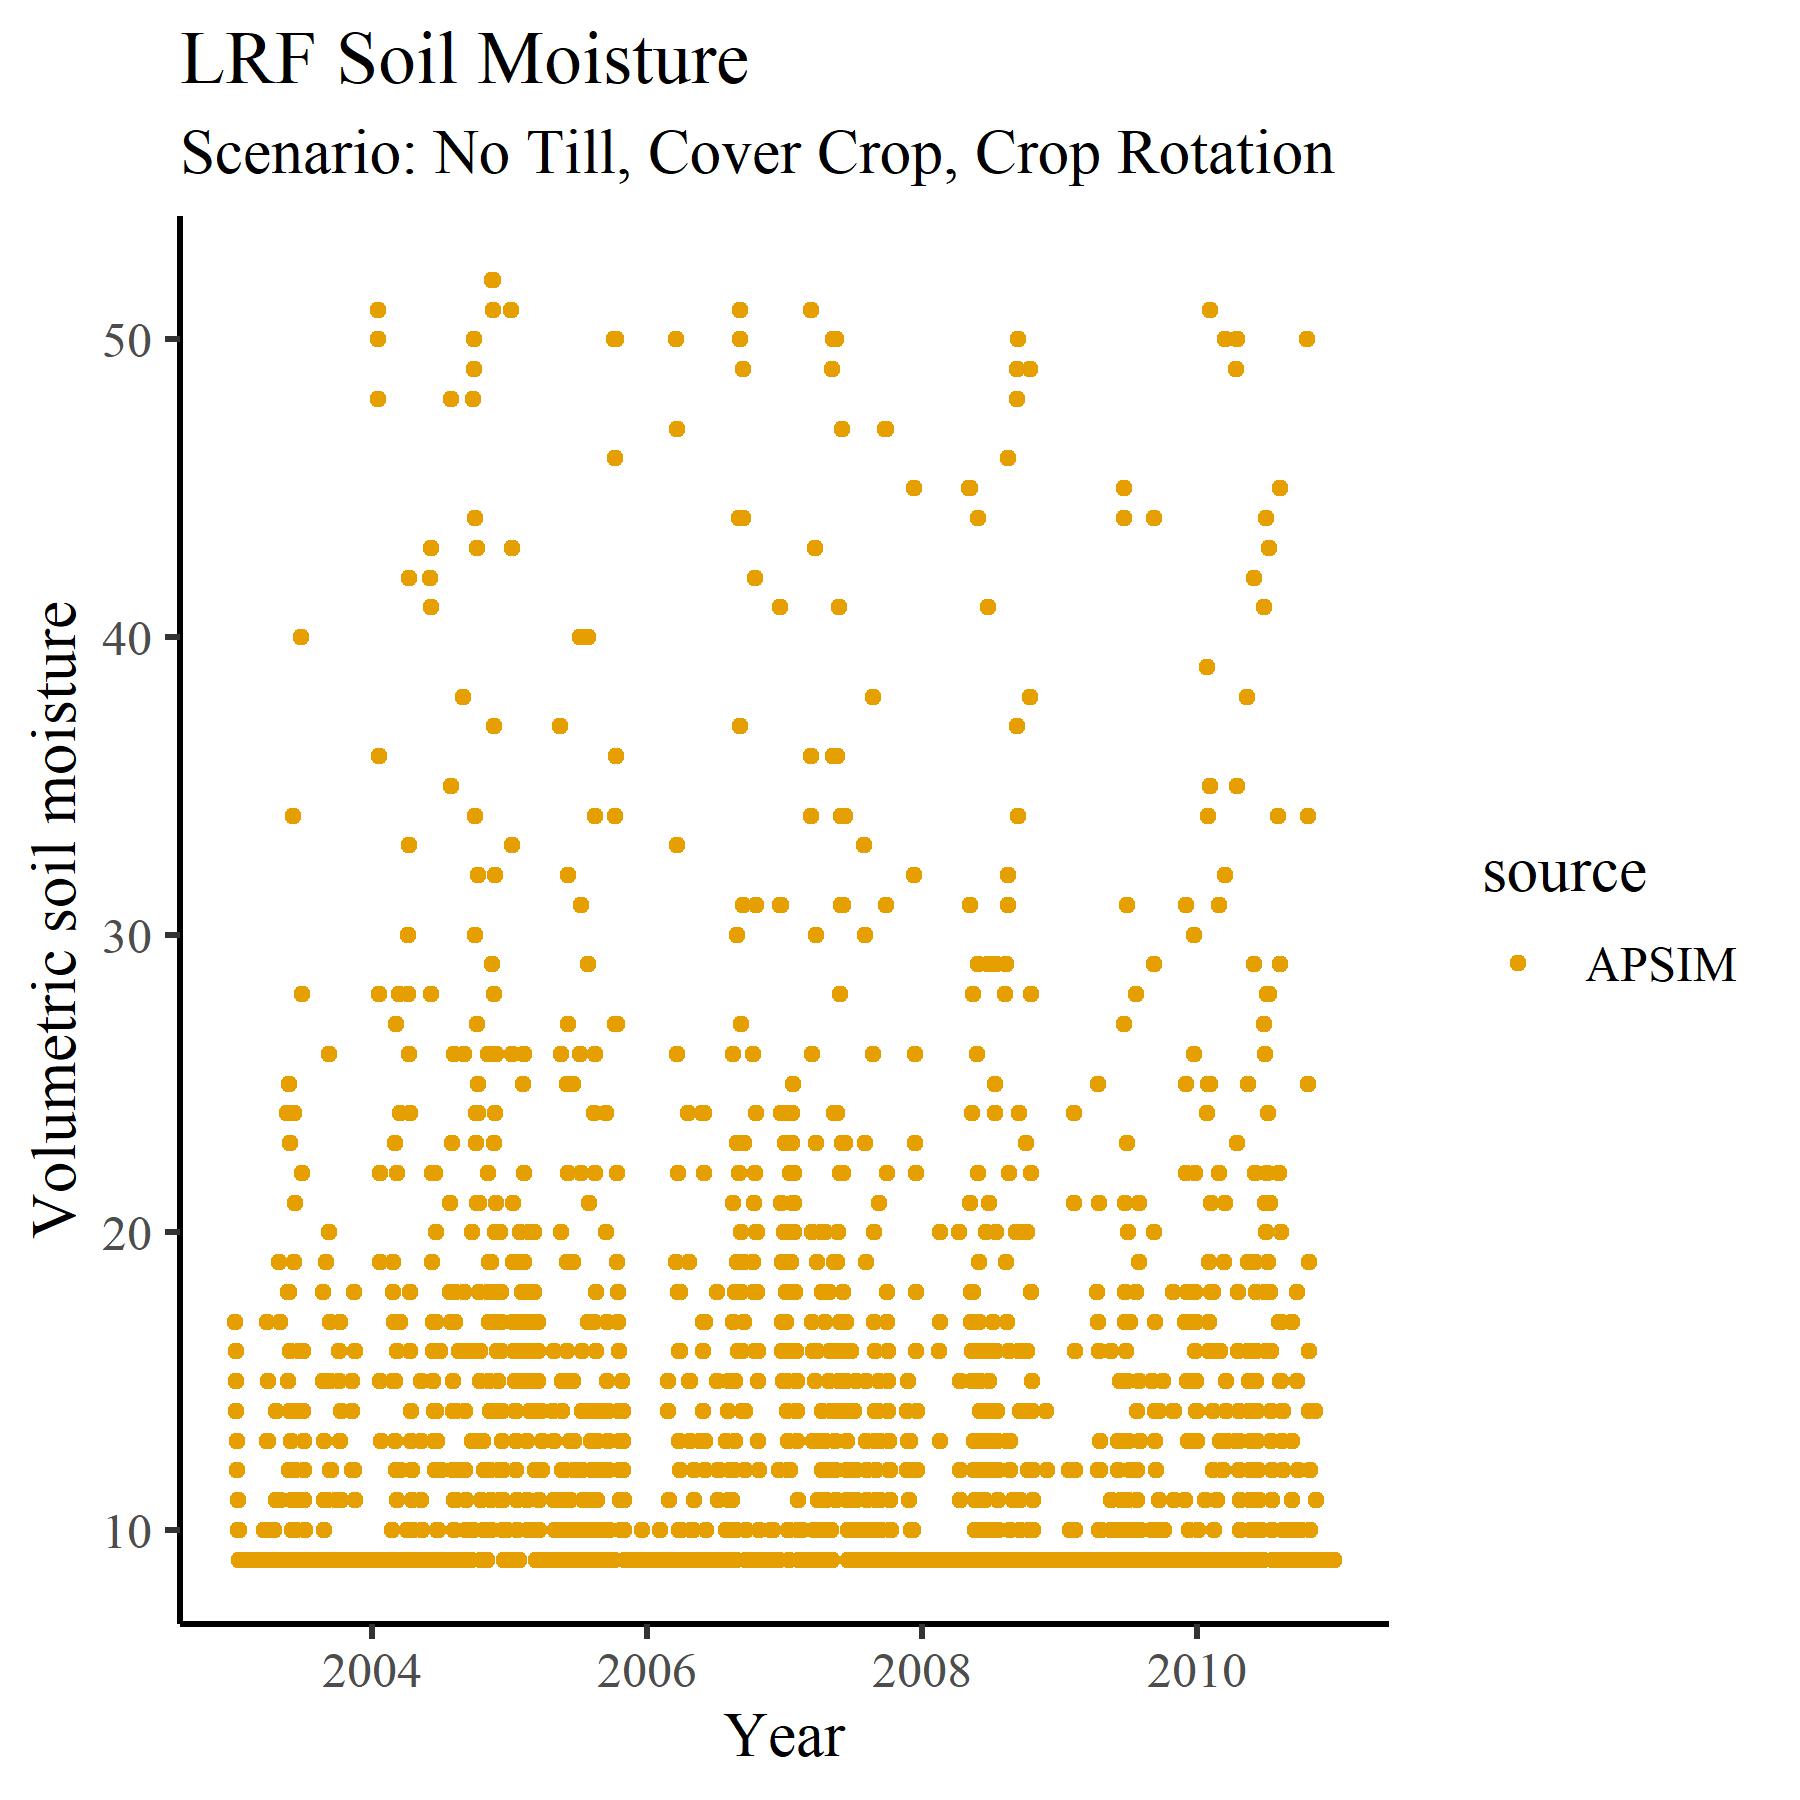 LRF Soil Moisture
Scenario: No Till, Cover Crop, Crop Rotation
Volumetric soil moisture
50
40
30
20
10
2004 2006 2008 2010
Year
source
APSIM